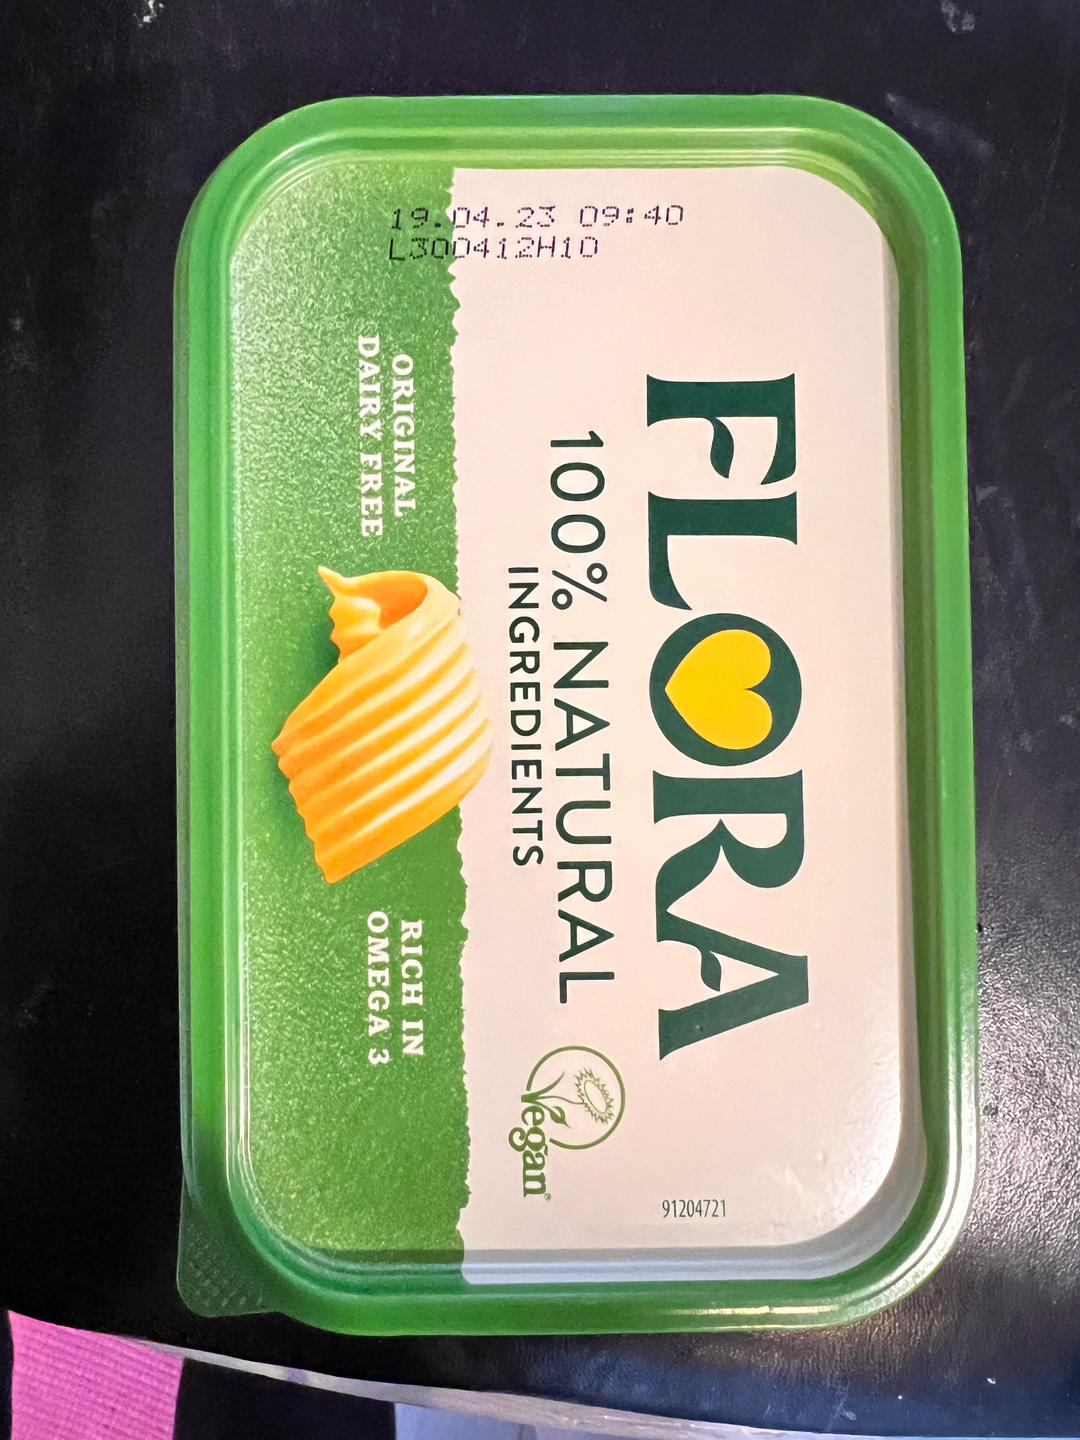 19.04.23 09:40
L300412H10
FLORA
100% NATURAL
INGREDIENTS
ORIGINAL
DAIRY FREE
RICH IN
OMEGA 3
Vegan
91204721